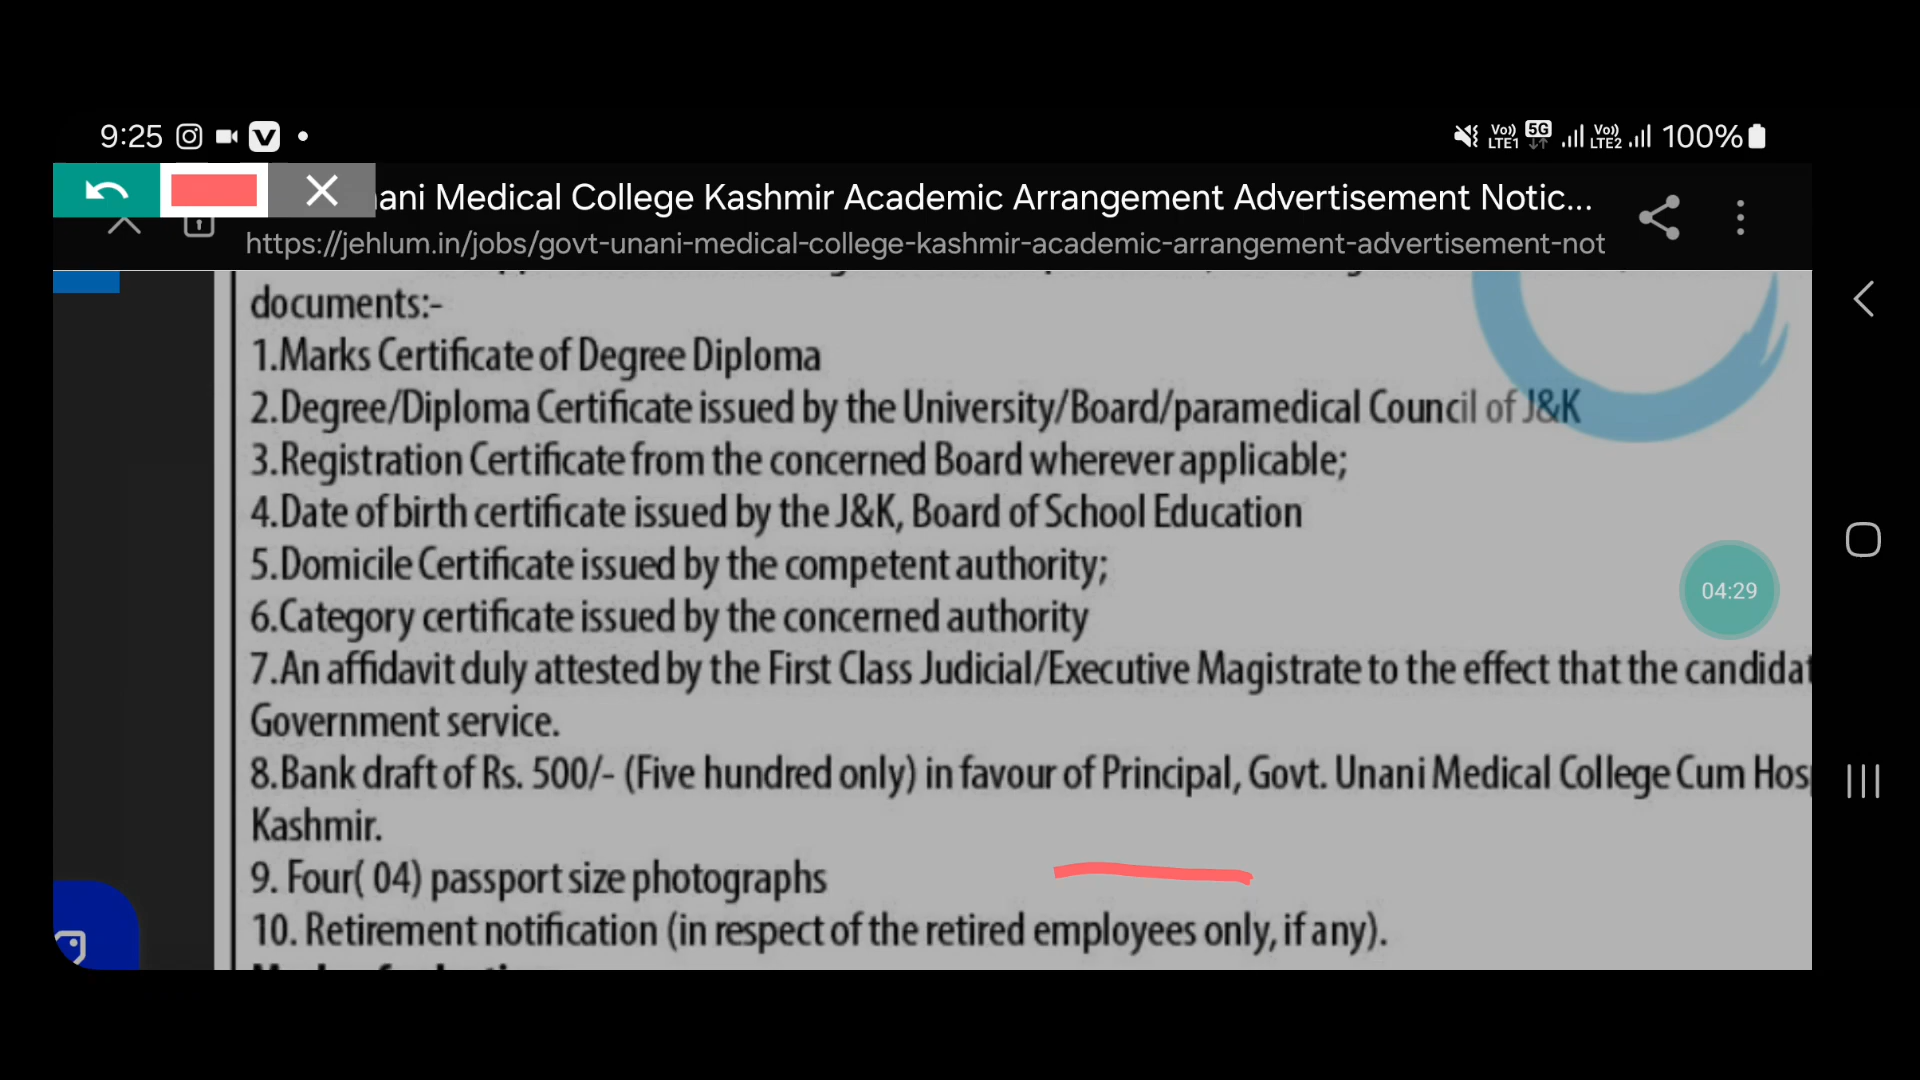 9:25
Vo)) LTE1 5G Vo)) LTE2 100%
nani Medical College Kashmir Academic Arrangement Advertisement Notic...
https://jehlum.in/jobs/govt-unani-medical-college-kashmir-academic-arrangement-advertisement-not
documents:-
1.Marks Certificate of Degree Diploma
2.Degree/Diploma Certificate issued by the University/Board/paramedical Council of J&K
3.Registration Certificate from the concerned Board wherever applicable;
4.Date of birth certificate issued by the J&K, Board of School Education
5.Domicile Certificate issued by the competent authority;
04:29
6.Category certificate issued by the concerned authority
7.An affidavit duly attested by the First Class Judicial/Executive Magistrate to the effect that the candidat
Government service.
8.Bank draft of Rs. 500/- (Five hundred only) in favour of Principal, Govt. Unani Medical College Cum Hos
Kashmir.
9. Four( 04) passport size photographs
10. Retirement notification (in respect of the retired employees only, if any).